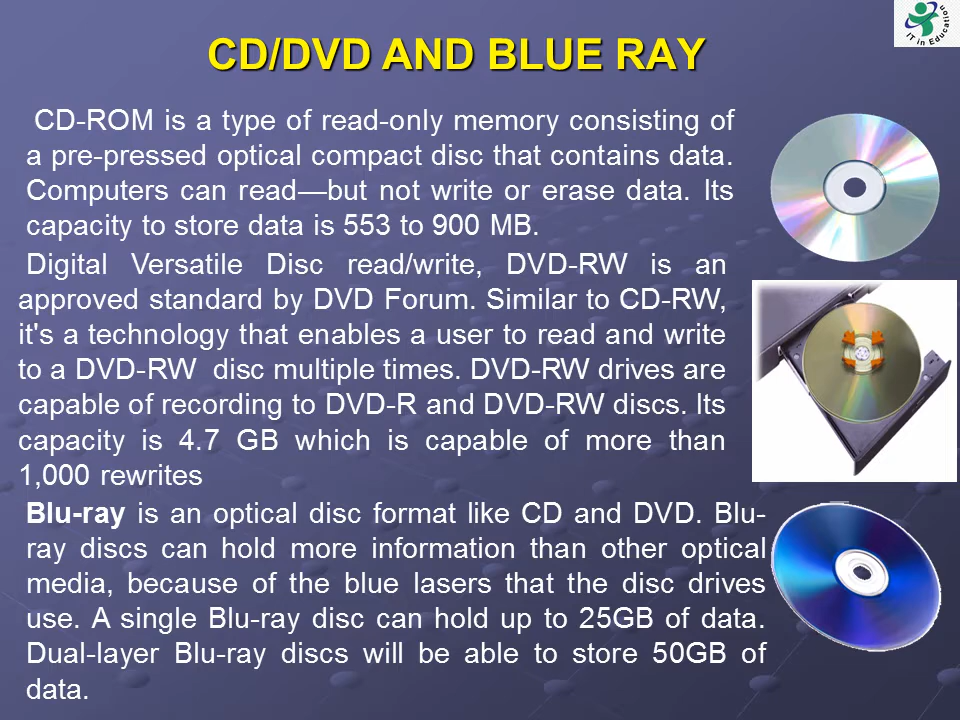 IT in Education
CD/DVD AND BLUE RAY
CD-ROM is a type of read-only memory consisting of
a pre-pressed optical compact disc that contains data.
Computers can read—but not write or erase data. Its
capacity to store data is 553 to 900 MB.
Digital Versatile Disc read/write, DVD-RW is an
approved standard by DVD Forum. Similar to CD-RW,
it's a technology that enables a user to read and write
to a DVD-RW disc multiple times. DVD-RW drives are
capable of recording to DVD-R and DVD-RW discs. Its
capacity is 4.7 GB which is capable of more than
1,000 rewrites
Blu-ray is an optical disc format like CD and DVD. Blu-
ray discs can hold more information than other optical
media, because of the blue lasers that the disc drives
use. A single Blu-ray disc can hold up to 25GB of data.
Dual-layer Blu-ray discs will be able to store 50GB of
data.